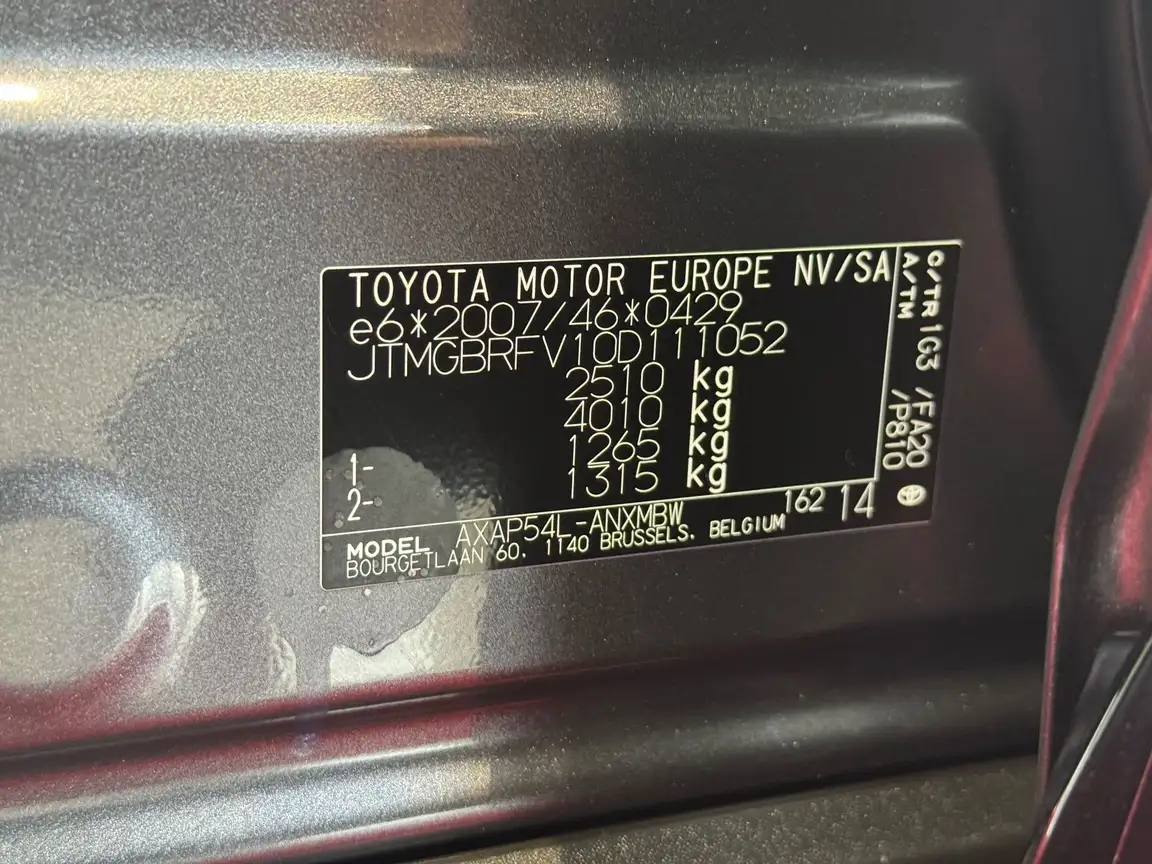 TOYOTA MOTOR EUROPE NV/SA
e6*2007/46*0429
JTMGBRFV10D111052
2510 kg
4010 kg
1- 1265 kg
2- 1315 kg
MODEL AXAP54L-ANXMBW 162 14
BOURGETLAAN 60, 1140 BRUSSELS. BELGIUM
C/TR 1G3 /FA20
A/TM /P810